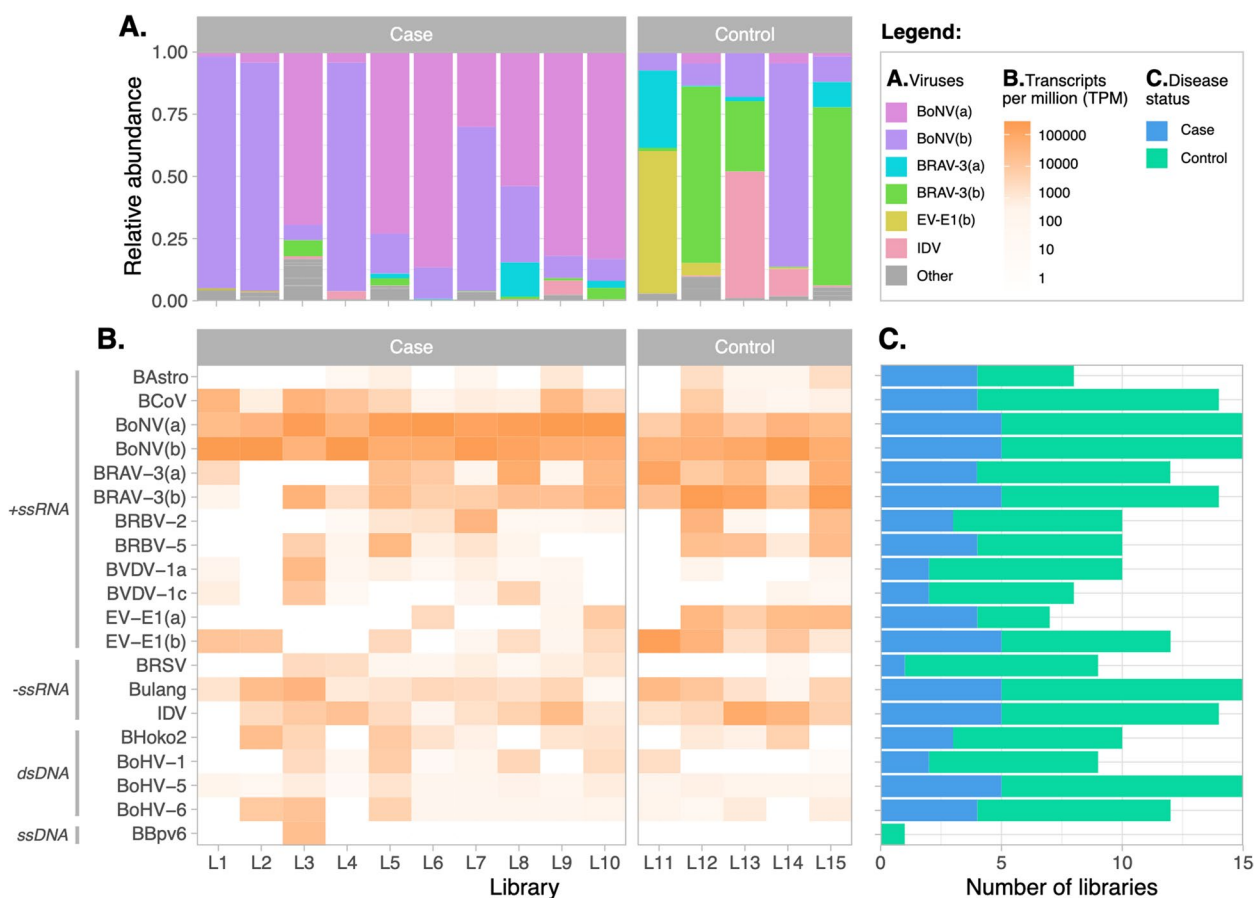 A.
Case
Control
Relative abundance
1.00
0.75
0.50
0.25
0.00
Legend:
A.Viruses
BoNV(a)
BoNV(b)
BRAV-3(a)
BRAV-3(b)
EV-E1(b)
IDV
Other
B.Transcripts
per million (TPM)
100000
10000
1000
100
10
1
C.Disease
status
Case
Control
B.
Case
Control
+ssRNA
BAstro
BCoV
BoNV(a)
BoNV(b)
BRAV−3(a)
BRAV−3(b)
BRBV−2
BRBV−5
BVDV−1a
BVDV−1c
EV−E1(a)
EV−E1(b)
-ssRNA
BRSV
Bulang
IDV
dsDNA
BHoko2
BoHV−1
BoHV−5
BoHV−6
ssDNA
BBpv6
L1 L2 L3 L4 L5 L6 L7 L8 L9 L10 L11 L12 L13 L14 L15
Library
C.
0 5 10 15
Number of libraries